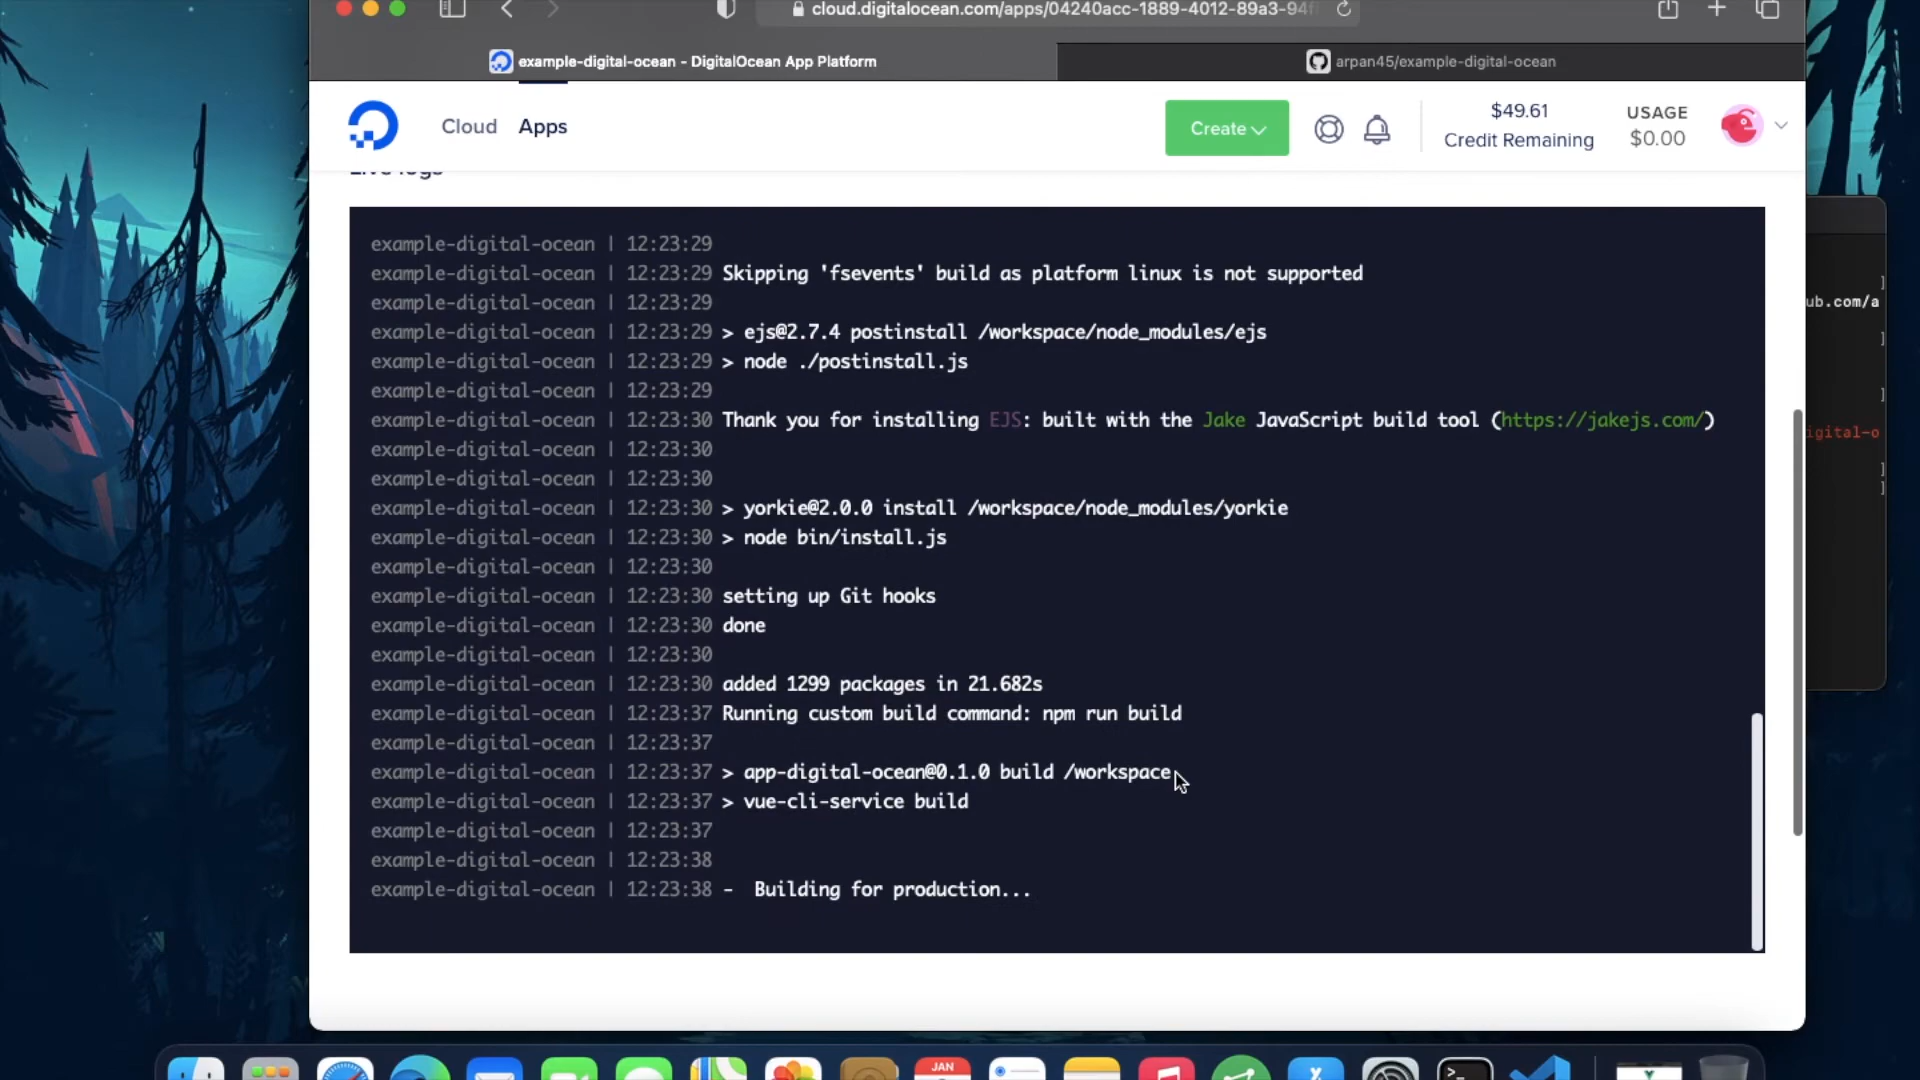 cloud.digitalocean.com/apps/04240acc-1889-4012-89a3-94f
example-digital-ocean - DigitalOcean App Platform
arpan45/example-digital-ocean
Cloud
Apps
Create
$49.61
Credit Remaining
USAGE
$0.00
Live logs
example-digital-ocean | 12:23:29
example-digital-ocean | 12:23:29 Skipping 'fsevents' build as platform linux is not supported
example-digital-ocean | 12:23:29
example-digital-ocean | 12:23:29 > ejs@2.7.4 postinstall /workspace/node_modules/ejs
example-digital-ocean | 12:23:29 > node ./postinstall.js
example-digital-ocean | 12:23:29
example-digital-ocean | 12:23:30 Thank you for installing EJS: built with the Jake JavaScript build tool (https://jakejs.com/)
example-digital-ocean | 12:23:30
example-digital-ocean | 12:23:30
example-digital-ocean | 12:23:30 > yorkie@2.0.0 install /workspace/node_modules/yorkie
example-digital-ocean | 12:23:30 > node bin/install.js
example-digital-ocean | 12:23:30
example-digital-ocean | 12:23:30 setting up Git hooks
example-digital-ocean | 12:23:30 done
example-digital-ocean | 12:23:30
example-digital-ocean | 12:23:30 added 1299 packages in 21.682s
example-digital-ocean | 12:23:37 Running custom build command: npm run build
example-digital-ocean | 12:23:37
example-digital-ocean | 12:23:37 > app-digital-ocean@0.1.0 build /workspace
example-digital-ocean | 12:23:37 > vue-cli-service build
example-digital-ocean | 12:23:37
example-digital-ocean | 12:23:38
example-digital-ocean | 12:23:38 - Building for production...
]
ub.com/a
]
]
igital-o
]
]
JAN